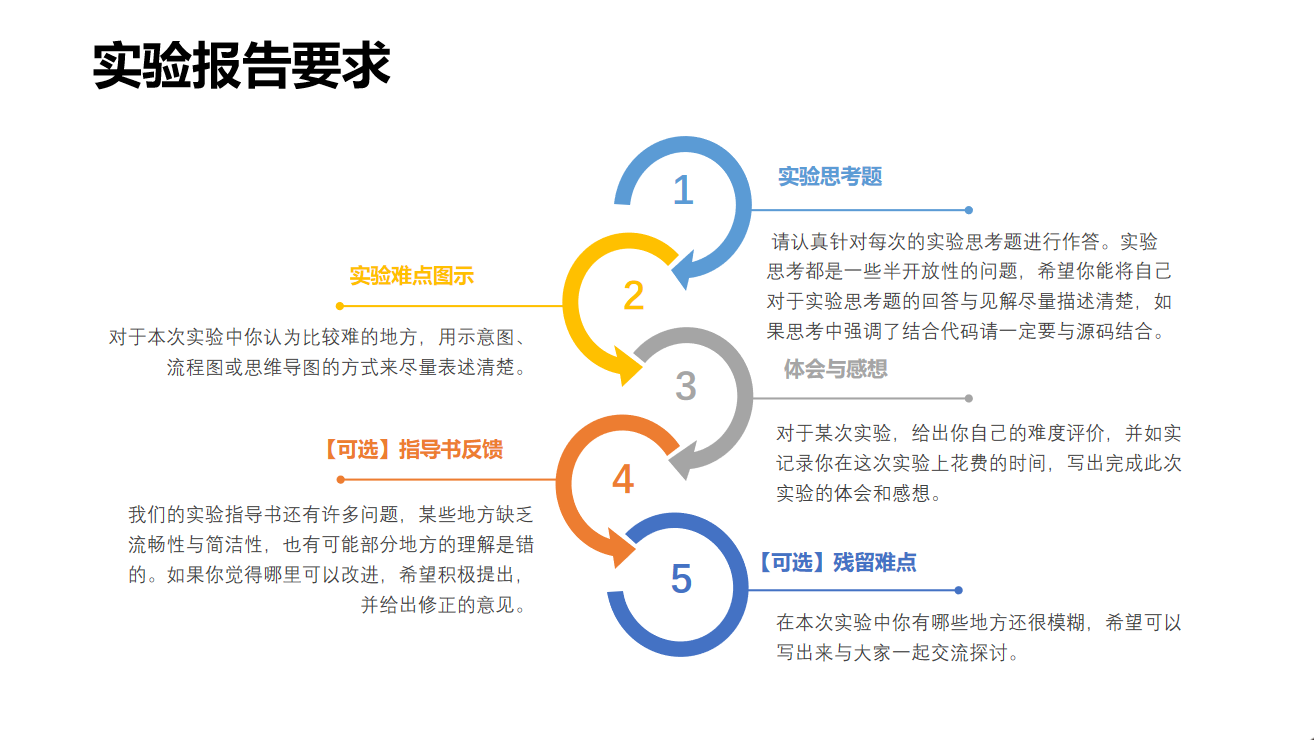 实验报告要求
1
实验思考题
请认真针对每次的实验思考题进行作答。实验
思考都是一些半开放性的问题，希望你能将自己
对于实验思考题的回答与见解尽量描述清楚，如
果思考中强调了结合代码请一定要与源码结合。
2
实验难点图示
对于本次实验中你认为比较难的地方，用示意图、
流程图或思维导图的方式来尽量表述清楚。
3
体会与感想
对于某次实验，给出你自己的难度评价，并如实
记录你在这次实验上花费的时间，写出完成此次
实验的体会和感想。
4
【可选】指导书反馈
我们的实验指导书还有许多问题，某些地方缺乏
流畅性与简洁性，也有可能部分地方的理解是错
的。如果你觉得哪里可以改进，希望积极提出，
并给出修正的意见。
5
【可选】残留难点
在本次实验中你有哪些地方还很模糊，希望可以
写出来与大家一起交流探讨。